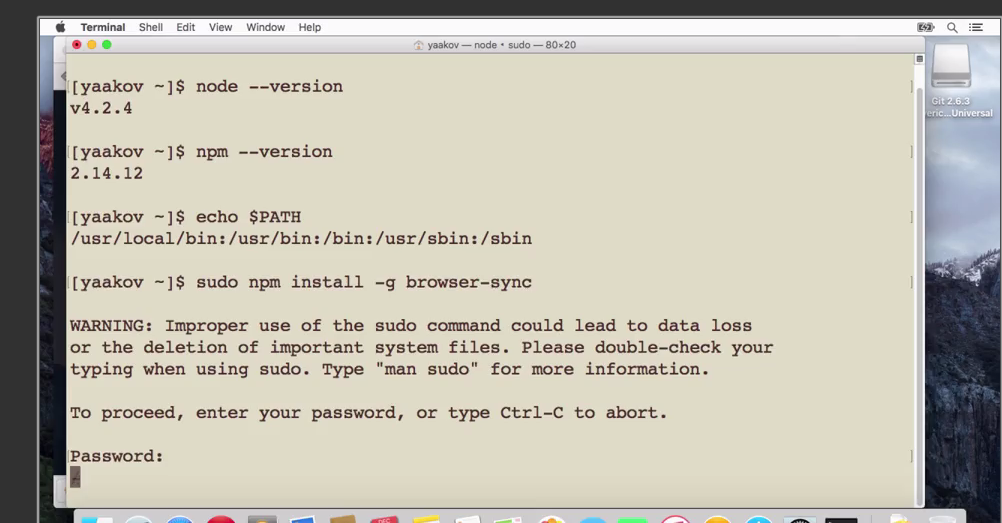 Terminal Shell Edit View Window Help
yaakov — node • sudo — 80×20
[yaakov ~]$ node --version
v4.2.4
[yaakov ~]$ npm --version
2.14.12
[yaakov ~]$ echo $PATH
/usr/local/bin:/usr/bin:/bin:/usr/sbin:/sbin
[yaakov ~]$ sudo npm install -g browser-sync
WARNING: Improper use of the sudo command could lead to data loss
or the deletion of important system files. Please double-check your
typing when using sudo. Type "man sudo" for more information.
To proceed, enter your password, or type Ctrl-C to abort.
Password:
Git 2.6.3
eric...Universal
DEC